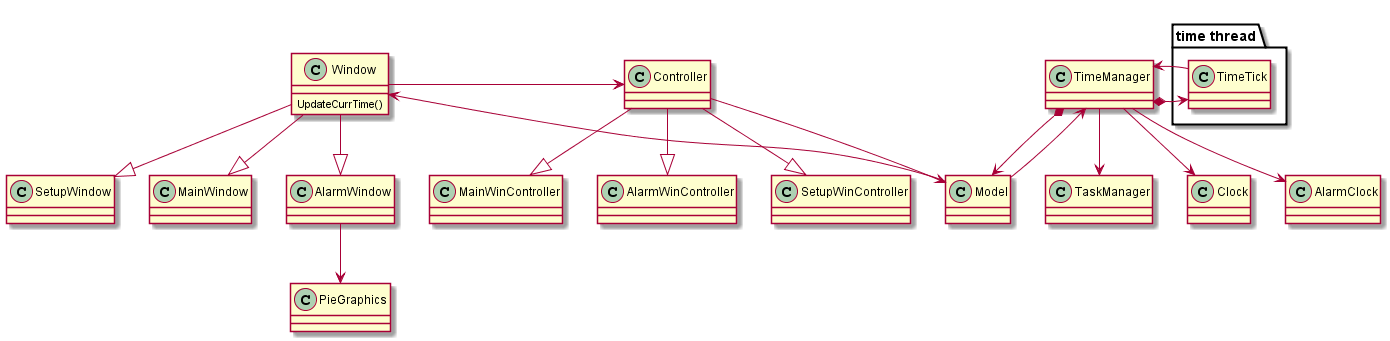 time thread
C Window
UpdateCurrTime()
C Controller
C TimeManager
C TimeTick
C SetupWindow
C MainWindow
C AlarmWindow
C MainWinController
C AlarmWinController
C SetupWinController
C Model
C TaskManager
C Clock
C AlarmClock
C PieGraphics